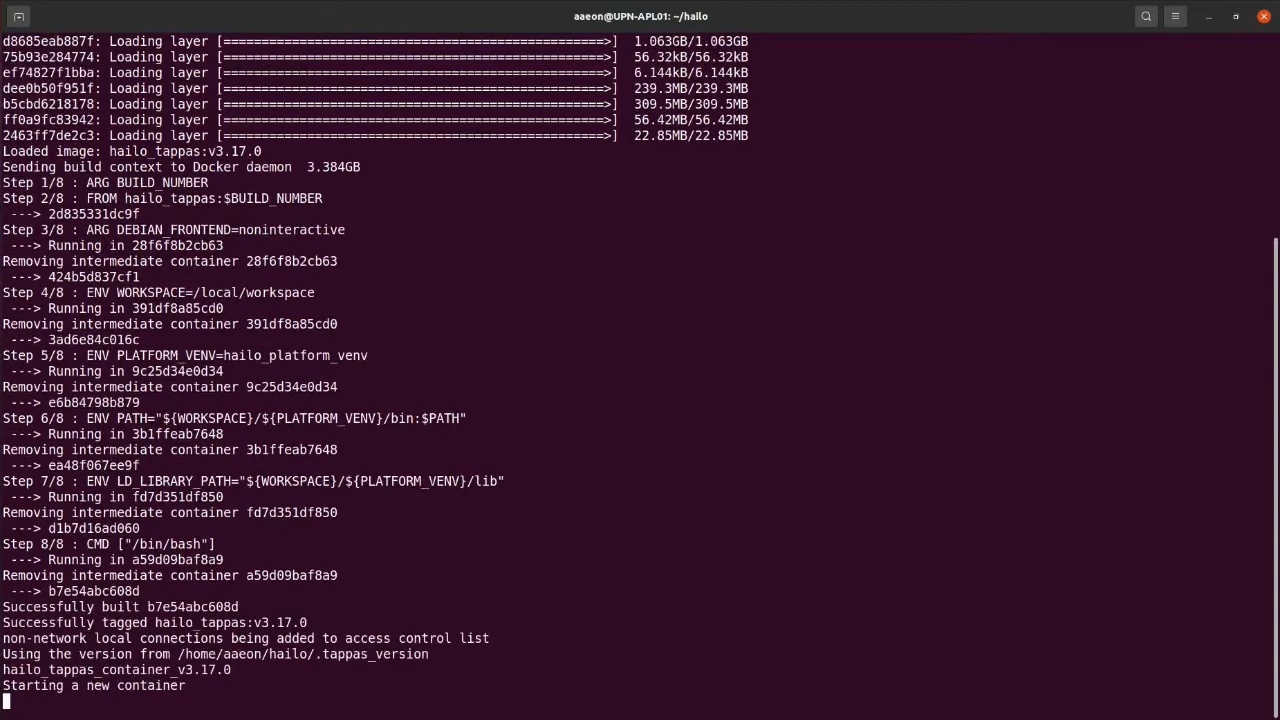 aaeon@UPN-APL01: ~/hailo
d8685eab887f: Loading layer [==================================================>]  1.063GB/1.063GB
75b93e284774: Loading layer [==================================================>]  56.32kB/56.32kB
ef74827f1bba: Loading layer [==================================================>]  6.144kB/6.144kB
dee0b50f951f: Loading layer [==================================================>]  239.3MB/239.3MB
b5cbd6218178: Loading layer [==================================================>]  309.5MB/309.5MB
ff0a9fc83942: Loading layer [==================================================>]  56.42MB/56.42MB
2463ff7de2c3: Loading layer [==================================================>]  22.85MB/22.85MB
Loaded image: hailo_tappas:v3.17.0
Sending build context to Docker daemon  3.384GB
Step 1/8 : ARG BUILD_NUMBER
Step 2/8 : FROM hailo_tappas:$BUILD_NUMBER
 ---> 2d835331dc9f
Step 3/8 : ARG DEBIAN_FRONTEND=noninteractive
 ---> Running in 28f6f8b2cb63
Removing intermediate container 28f6f8b2cb63
 ---> 424b5d837cf1
Step 4/8 : ENV WORKSPACE=/local/workspace
 ---> Running in 391df8a85cd0
Removing intermediate container 391df8a85cd0
 ---> 3ad6e84c016c
Step 5/8 : ENV PLATFORM_VENV=hailo_platform_venv
 ---> Running in 9c25d34e0d34
Removing intermediate container 9c25d34e0d34
 ---> e6b84798b879
Step 6/8 : ENV PATH="${WORKSPACE}/${PLATFORM_VENV}/bin:$PATH"
 ---> Running in 3b1ffeab7648
Removing intermediate container 3b1ffeab7648
 ---> ea48f067ee9f
Step 7/8 : ENV LD_LIBRARY_PATH="${WORKSPACE}/${PLATFORM_VENV}/lib"
 ---> Running in fd7d351df850
Removing intermediate container fd7d351df850
 ---> d1b7d16ad060
Step 8/8 : CMD ["/bin/bash"]
 ---> Running in a59d09baf8a9
Removing intermediate container a59d09baf8a9
 ---> b7e54abc608d
Successfully built b7e54abc608d
Successfully tagged hailo_tappas:v3.17.0
non-network local connections being added to access control list
Using the version from /home/aaeon/hailo/.tappas_version
hailo_tappas_container_v3.17.0
Starting a new container